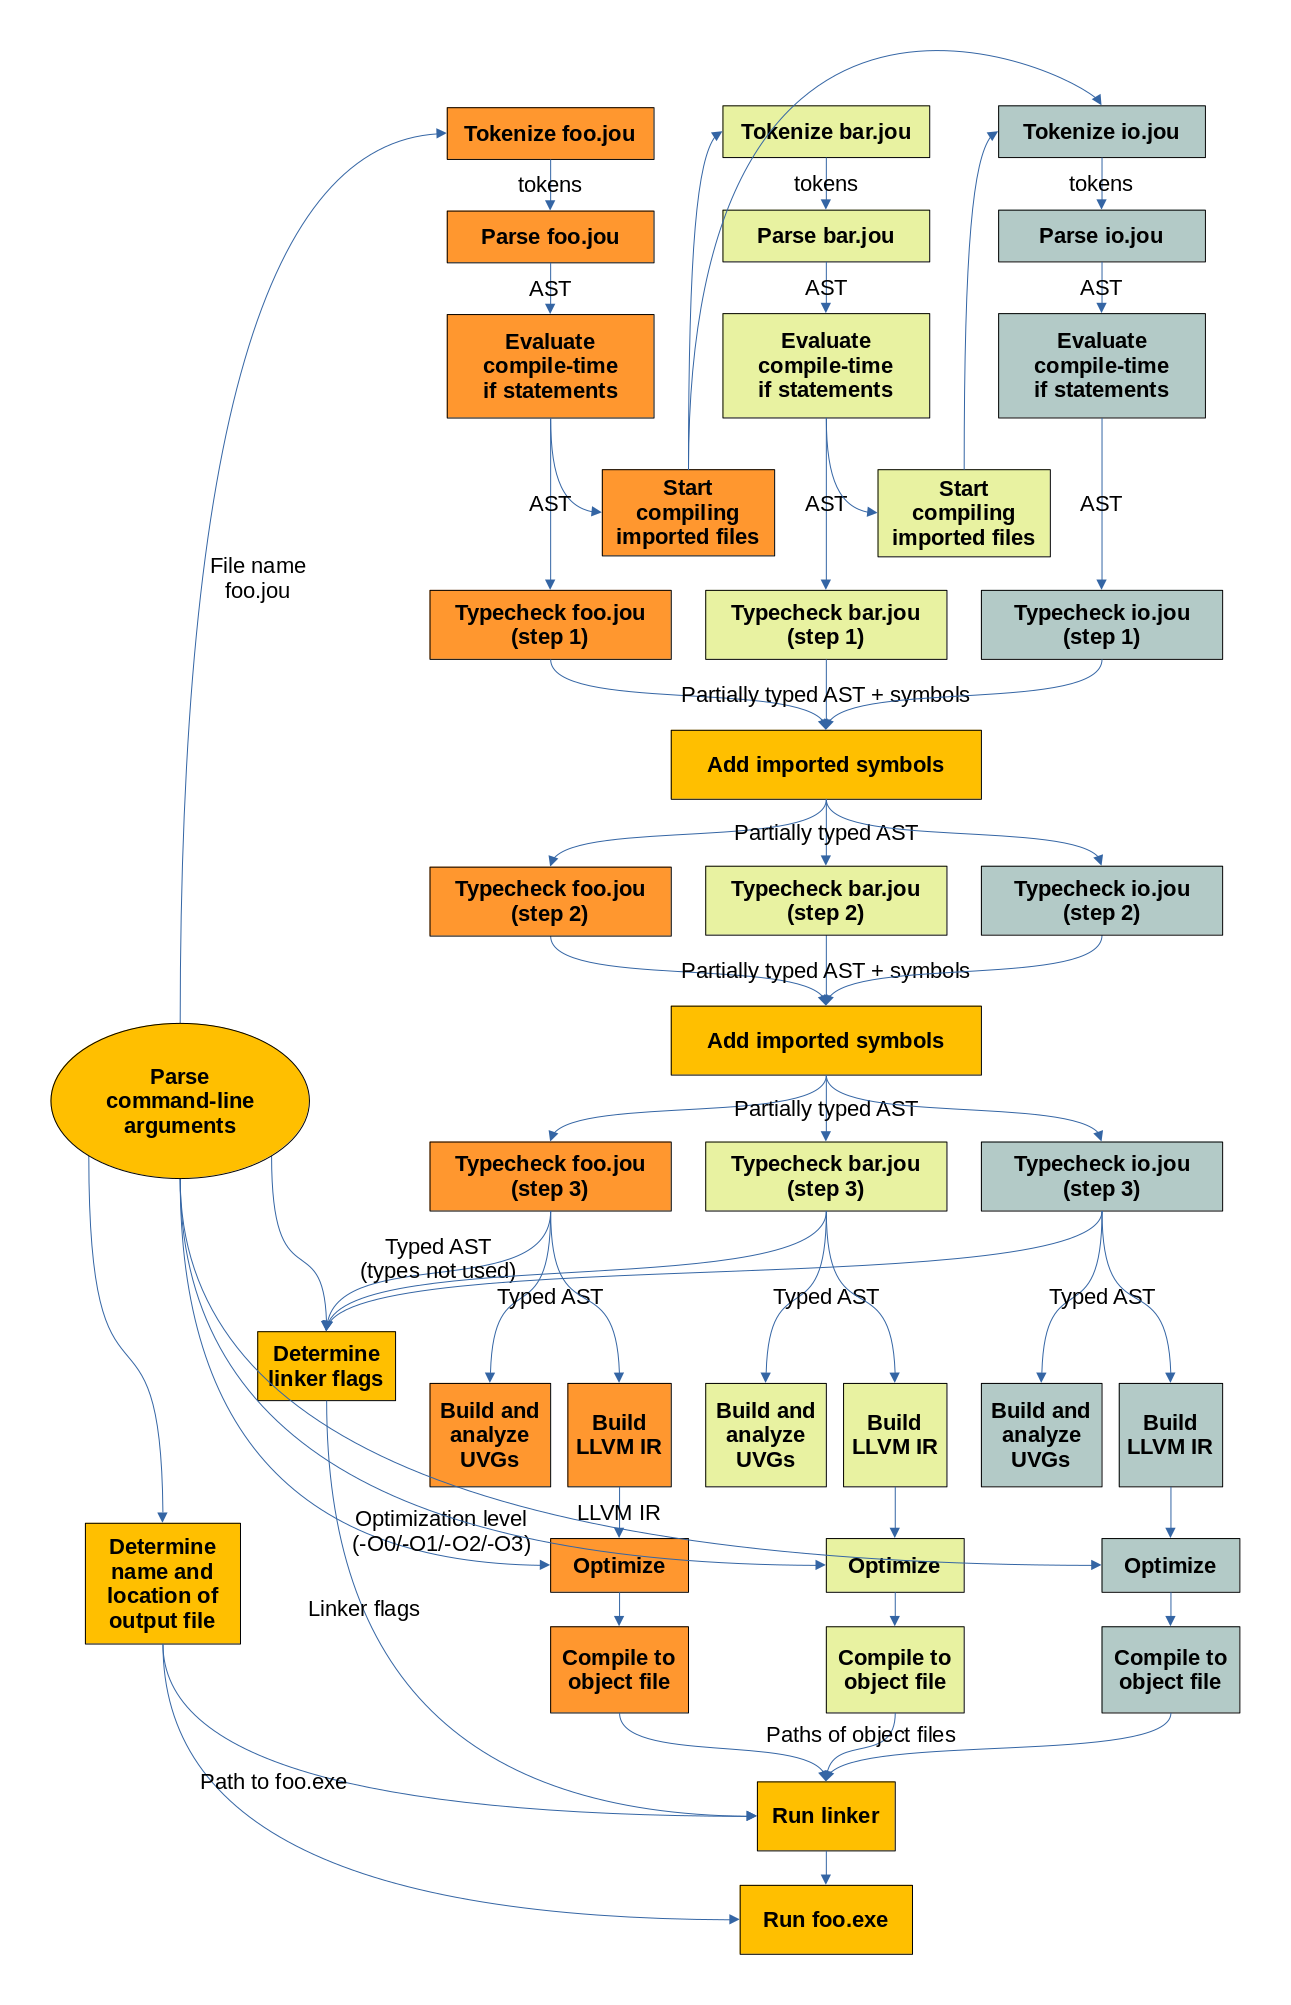 Tokenize foo.jou
Tokenize bar.jou
Tokenize io.jou
tokens
tokens
tokens
Parse foo.jou
Parse bar.jou
Parse io.jou
AST
AST
AST
Evaluate
compile-time
if statements
Evaluate
compile-time
if statements
Evaluate
compile-time
if statements
AST
Start
compiling
imported files
AST
Start
compiling
imported files
AST
File name
foo.jou
Typecheck foo.jou
(step 1)
Typecheck bar.jou
(step 1)
Typecheck io.jou
(step 1)
Partially typed AST + symbols
Add imported symbols
Partially typed AST
Typecheck foo.jou
(step 2)
Typecheck bar.jou
(step 2)
Typecheck io.jou
(step 2)
Partially typed AST + symbols
Add imported symbols
Parse
command-line
arguments
Partially typed AST
Typecheck foo.jou
(step 3)
Typecheck bar.jou
(step 3)
Typecheck io.jou
(step 3)
Typed AST
(types not used)
Typed AST
Typed AST
Typed AST
Determine
linker flags
Build and
analyze
UVGs
Build
LLVM IR
Build and
analyze
UVGs
Build
LLVM IR
Build and
analyze
UVGs
Build
LLVM IR
Optimization level
(-O0/-O1/-O2/-O3)
LLVM IR
Determine
name and
location of
output file
Optimize
Optimize
Optimize
Linker flags
Compile to
object file
Compile to
object file
Compile to
object file
Paths of object files
Path to foo.exe
Run linker
Run foo.exe